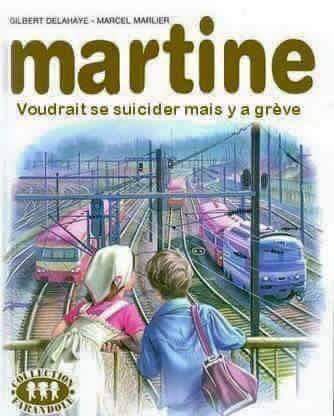 GILBERT DELAHAYE - MARCEL MARLIER
martine
Voudrait se suicider mais y a grève
COLLECTION
FARANDOLE